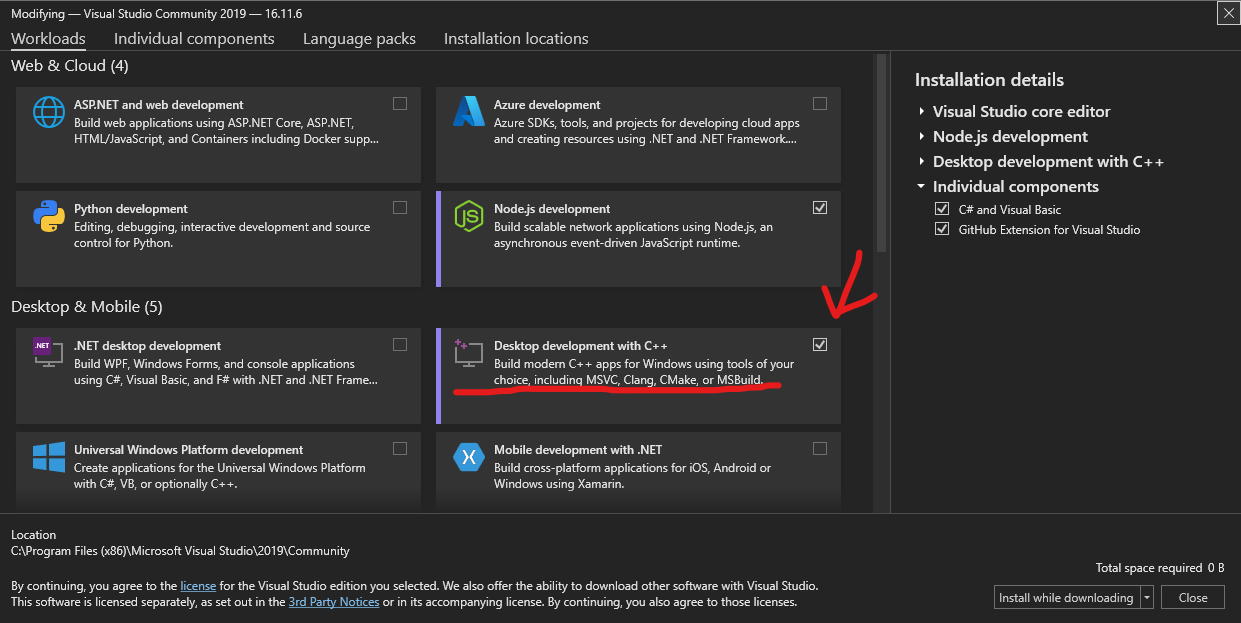 Modifying — Visual Studio Community 2019 — 16.11.6
Workloads
Individual components
Language packs
Installation locations
Web & Cloud (4)
ASP.NET and web development
Build web applications using ASP.NET Core, ASP.NET,
HTML/JavaScript, and Containers including Docker supp...
Azure development
Azure SDKs, tools, and projects for developing cloud apps
and creating resources using .NET and .NET Framework....
Python development
Editing, debugging, interactive development and source
control for Python.
JS
Node.js development
Build scalable network applications using Node.js, an
asynchronous event-driven JavaScript runtime.
Desktop & Mobile (5)
.NET
.NET desktop development
Build WPF, Windows Forms, and console applications
using C#, Visual Basic, and F# with .NET and .NET Frame...
Desktop development with C++
Build modern C++ apps for Windows using tools of your
choice, including MSVC, Clang, CMake, or MSBuild.
Universal Windows Platform development
Create applications for the Universal Windows Platform
with C#, VB, or optionally C++.
Mobile development with .NET
Build cross-platform applications for iOS, Android or
Windows using Xamarin.
Installation details
Visual Studio core editor
Node.js development
Desktop development with C++
Individual components
C# and Visual Basic
GitHub Extension for Visual Studio
Location
C:\Program Files (x86)\Microsoft Visual Studio\2019\Community
By continuing, you agree to the license for the Visual Studio edition you selected. We also offer the ability to download other software with Visual Studio.
This software is licensed separately, as set out in the 3rd Party Notices or in its accompanying license. By continuing, you also agree to those licenses.
Total space required 0 B
Install while downloading
Close